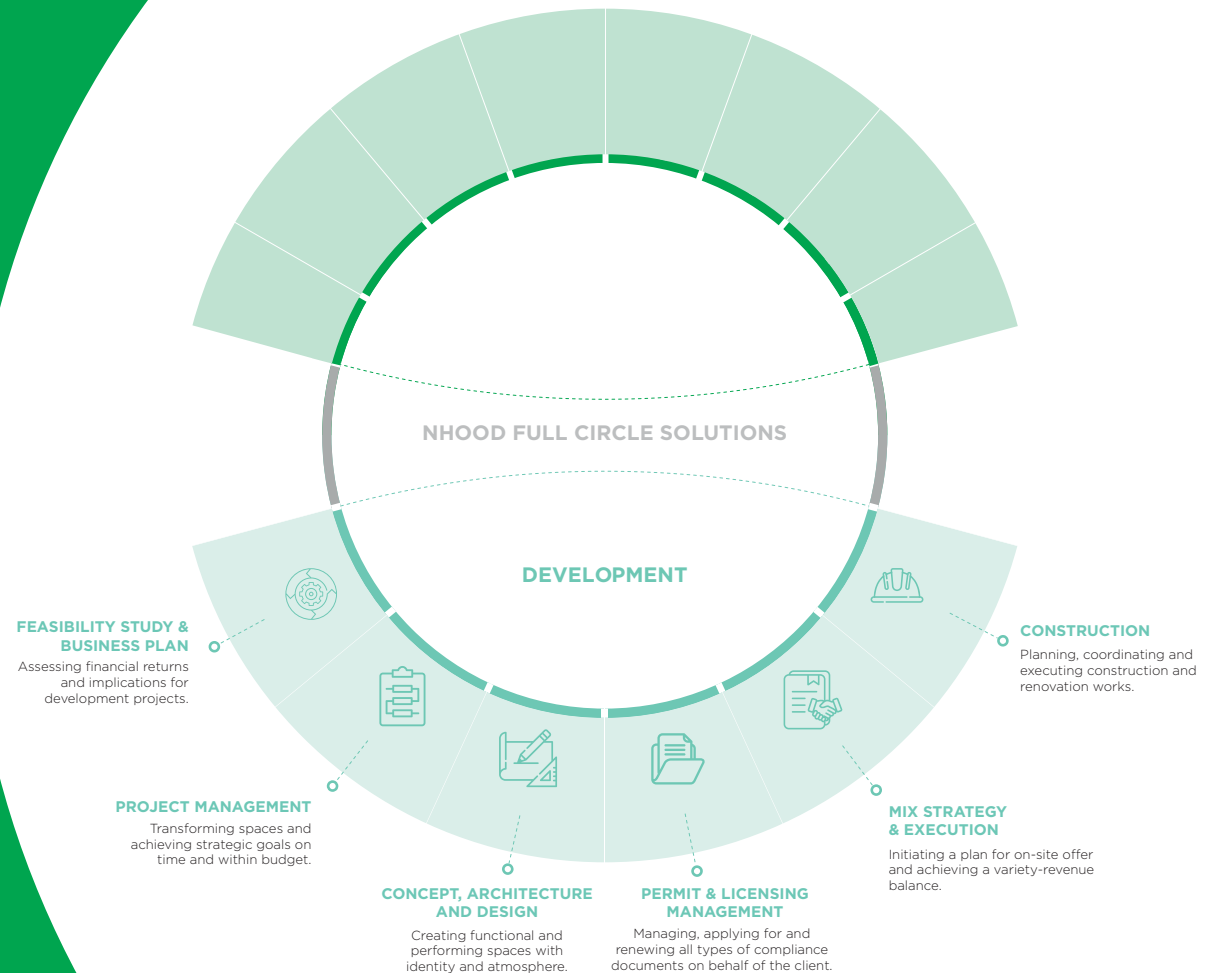 NHOOD FULL CIRCLE SOLUTIONS
DEVELOPMENT
FEASIBILITY STUDY &
BUSINESS PLAN
Assessing financial returns
and implications for
development projects.
PROJECT MANAGEMENT
Transforming spaces and
achieving strategic goals on
time and within budget.
CONCEPT, ARCHITECTURE
AND DESIGN
Creating functional and
performing spaces with
identity and atmosphere.
PERMIT & LICENSING
MANAGEMENT
Managing, applying for and
renewing all types of compliance
documents on behalf of the client.
MIX STRATEGY
& EXECUTION
Initiating a plan for on-site offer
and achieving a variety-revenue
balance.
CONSTRUCTION
Planning, coordinating and
executing construction and
renovation works.